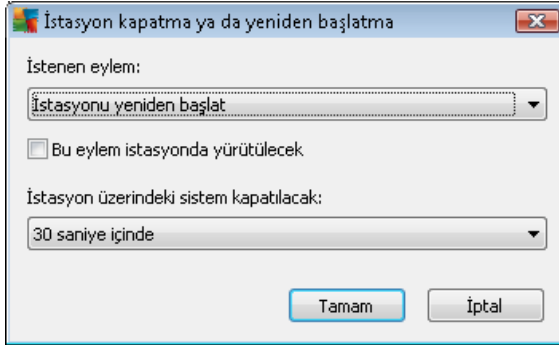 İstasyon kapatma ya da yeniden başlatma
İstenen eylem:
İstasyonu yeniden başlat
Bu eylem istasyonda yürütülecek
İstasyon üzerindeki sistem kapatılacak:
30 saniye içinde
Tamam
İptal